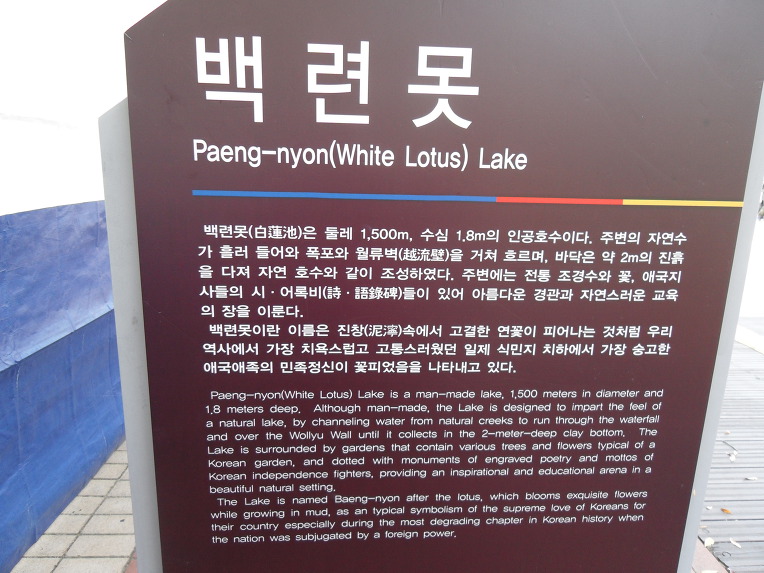 백련못
Paeng-nyon(White Lotus) Lake
백련못(白蓮池)은 둘레 1,500m, 수심 1.8m의 인공호수이다. 주변의 자연수
가 흘러 들어와 폭포와 월류벽(越流壁)을 거쳐 흐르며, 바닥은 약 2m의 진흙
을 다져 자연 호수와 같이 조성하였다. 주변에는 전통 조경수와 꽃, 애국지
사들의 시·어록비(詩·語錄碑)들이 있어 아름다운 경관과 자연스러운 교육
의 장을 이룬다.
백련못이란 이름은 진창(泥濘)속에서 고결한 연꽃이 피어나는 것처럼 우리
역사에서 가장 치욕스럽고 고통스러웠던 일제 식민지 치하에서 가장 숭고한
애국애족의 민족정신이 꽃피었음을 나타내고 있다.
Paeng-nyon(White Lotus) Lake is a man-made lake, 1,500 meters in diameter and
1.8 meters deep. Although man-made, the Lake is designed to impart the feel of
a natural lake, by channeling water from natural creeks to run through the waterfall
and over the Wollyu Wall until it collects in the 2-meter-deep clay bottom. The
Lake is surrounded by gardens that contain various trees and flowers typical of a
Korean garden, and dotted with monuments of engraved poetry and mottos of
Korean independence fighters, providing an inspirational and educational arena in a
beautiful natural setting.
The Lake is named Baeng-nyon after the lotus, which blooms exquisite flowers
while growing in mud, as an typical symbolism of the supreme love of Koreans for
their country especially during the most degrading chapter in Korean history when
the nation was subjugated by a foreign power.